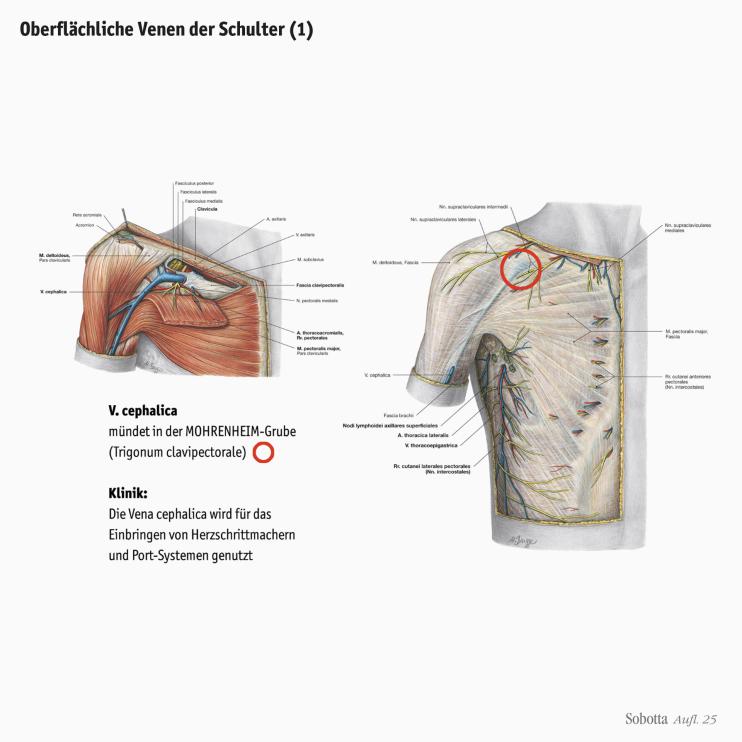 Oberflächliche Venen der Schulter (1)
Fasciculus posterior
Fasciculus lateralis
Fasciculus medialis
Clavicula
Rete acromiale
Acromion
A. axillaris
V. axillaris
M. deltoideus,
Pars clavicularis
M. subclavius
V. cephalica
Fascia clavipectoralis
N. pectoralis medialis
A. thoracoacromialis,
Rr. pectorales
M. pectoralis major,
Pars clavicularis
Nn. supraclaviculares intermedii
Nn. supraclaviculares laterales
Nn. supraclaviculares
mediales
M. deltoideus, Fascia
M. pectoralis major,
Fascia
V. cephalica
Rr. cutanei anteriores
pectorales
(Nn. intercostales)
Fascia brachii
Nodi lymphoidei axillares superficiales
A. thoracica lateralis
V. thoracoepigastrica
Rr. cutanei laterales pectorales
(Nn. intercostales)
V. cephalica
mündet in der MOHRENHEIM-Grube
(Trigonum clavipectorale)
Klinik:
Die Vena cephalica wird für das
Einbringen von Herzschrittmachern
und Port-Systemen genutzt
Sobotta Aufl. 25